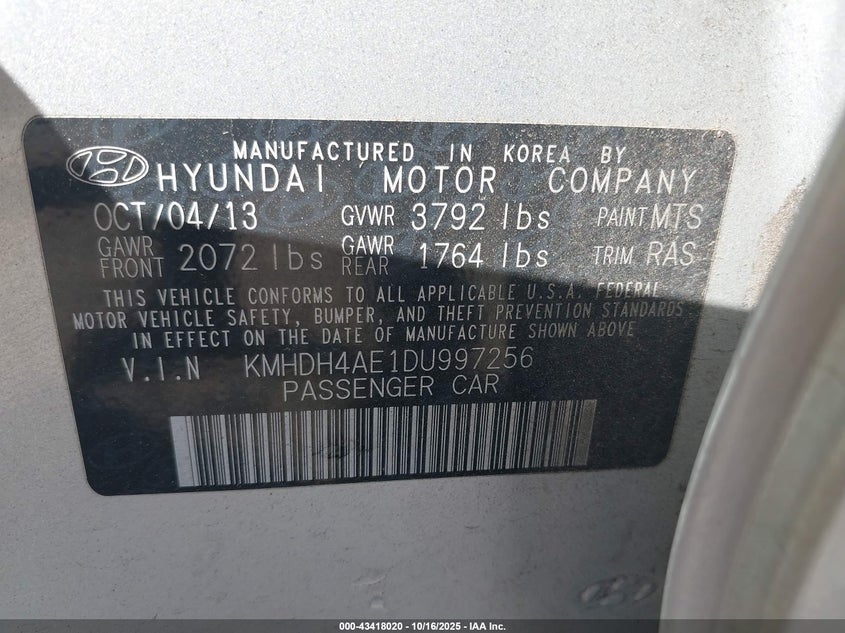 MANUFACTURED IN KOREA BY
HYUNDAI MOTOR COMPANY
OCT/04/13 GVWR 3792 lbs PAINT MTS
GAWR FRONT 2072 lbs GAWR REAR 1764 lbs TRIM RAS
THIS VEHICLE CONFORMS TO ALL APPLICABLE U.S.A. FEDERAL
MOTOR VEHICLE SAFETY, BUMPER, AND THEFT PREVENTION STANDARDS
IN EFFECT ON THE DATE OF MANUFACTURE SHOWN ABOVE
V.I.N KMHDH4AE1DU997256
PASSENGER CAR
000-43418020 - 10/16/2025 - IAA Inc.